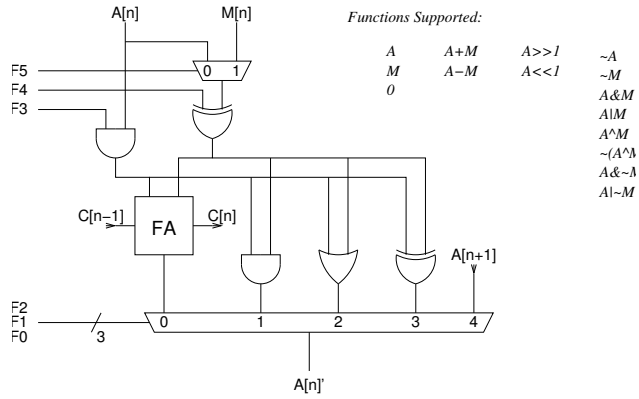 A[n]
M[n]
Functions Supported:
A A+M A>>1 ~A
M A−M A<<1 ~M
0 A&M
A|M
A^M
~(A^M
A&~M
A|~M
F5
0 1
F4
F3
C[n−1]
FA
C[n]
A[n+1]
F2
F1
F0
3
0 1 2 3 4
A[n]'